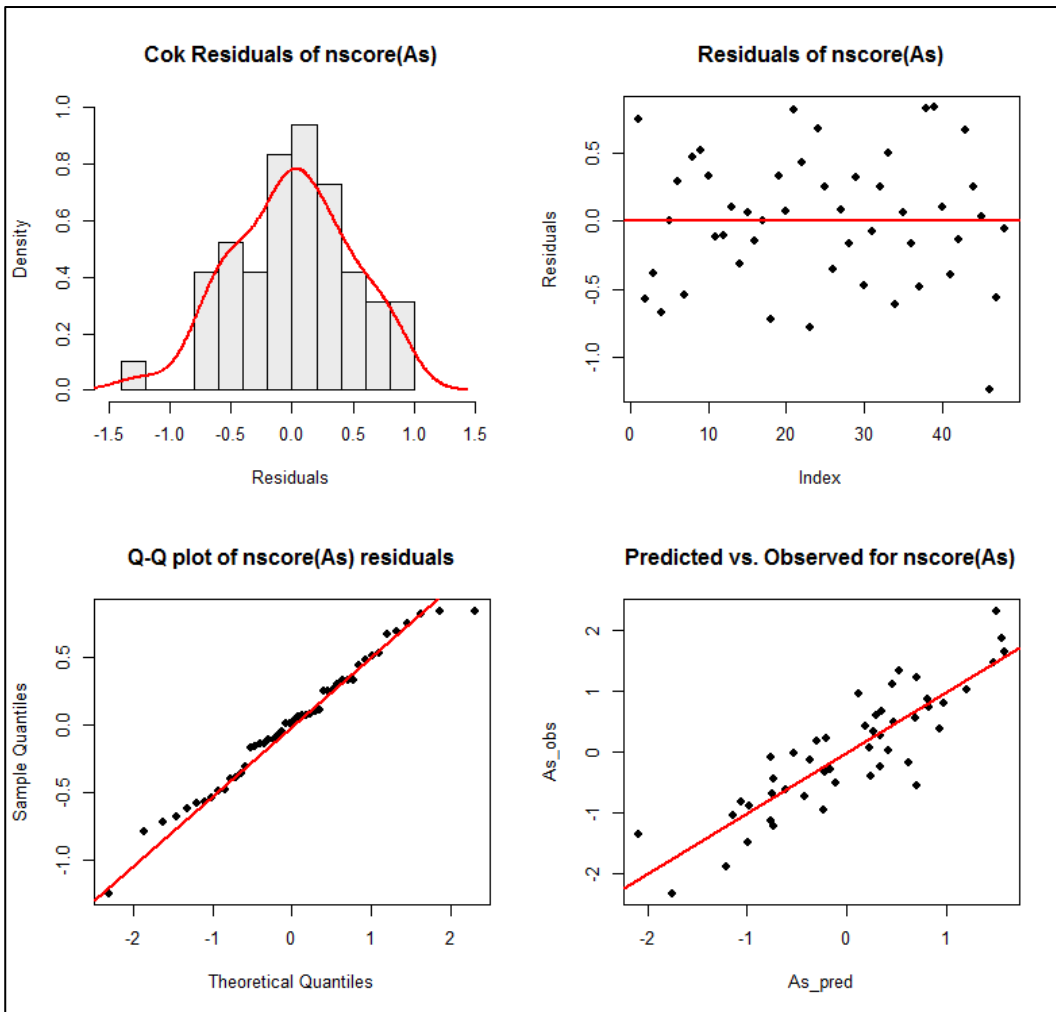 Cok Residuals of nscore(As)
Density
0.0 0.2 0.4 0.6 0.8 1.0
-1.5 -1.0 -0.5 0.0 0.5 1.0 1.5
Residuals
Residuals of nscore(As)
Residuals
-1.0 -0.5 0.0 0.5
0 10 20 30 40
Index
Q-Q plot of nscore(As) residuals
Sample Quantiles
-1.0 -0.5 0.0 0.5
-2 -1 0 1 2
Theoretical Quantiles
Predicted vs. Observed for nscore(As)
As_obs
-2 -1 0 1 2
-2 -1 0 1
As_pred